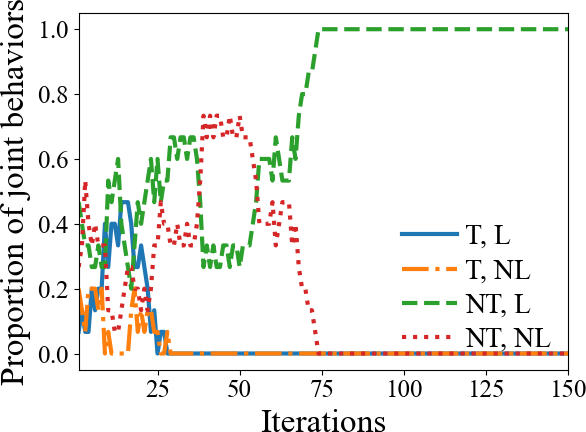 Proportion of joint behaviors
1.0
0.8
0.6
0.4
0.2
0.0
T, L
T, NL
NT, L
NT, NL
25 50 75 100 125 150
Iterations